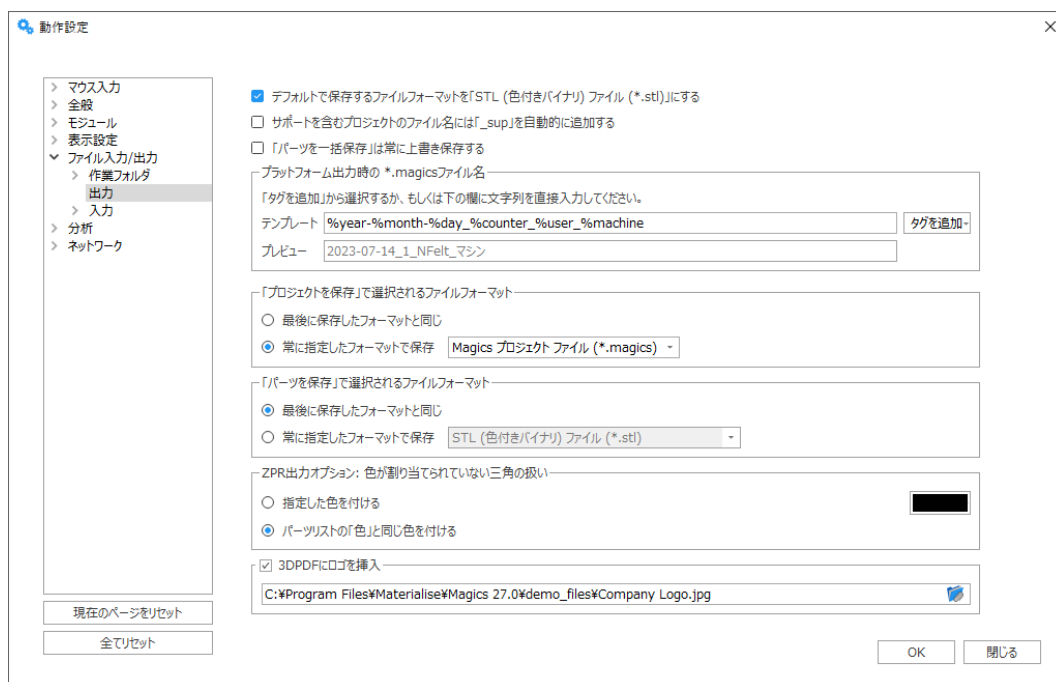 動作設定
マウス入力
全般
モジュール
表示設定
ファイル入力/出力
作業フォルダ
出力
入力
分析
ネットワーク
現在のページをリセット
全てリセット
デフォルトで保存するファイルフォーマットを「STL (色付きバイナリ) ファイル (*.stl)」にする
サポートを含むプロジェクトのファイル名には「_sup」を自動的に追加する
「パーツを一括保存」は常に上書き保存する
プラットフォーム出力時の *.magicsファイル名
「タグを追加」から選択するか、もしくは下の欄に文字列を直接入力してください。
テンプレート %year-%month-%day_%counter_%user_%machine タグを追加
プレビュー 2023-07-14_1_NFelt_マシン
「プロジェクトを保存」で選択されるファイルフォーマット
最後に保存したフォーマットと同じ
常に指定したフォーマットで保存 Magics プロジェクト ファイル (*.magics)
「パーツを保存」で選択されるファイルフォーマット
最後に保存したフォーマットと同じ
常に指定したフォーマットで保存 STL (色付きバイナリ) ファイル (*.stl)
ZPR出力オプション: 色が割り当てられていない三角の扱い
指定した色を付ける
パーツリストの「色」と同じ色を付ける
3DPDFにロゴを挿入
C:¥Program Files¥Materialise¥Magics 27.0¥demo_files¥Company Logo.jpg
OK 閉じる